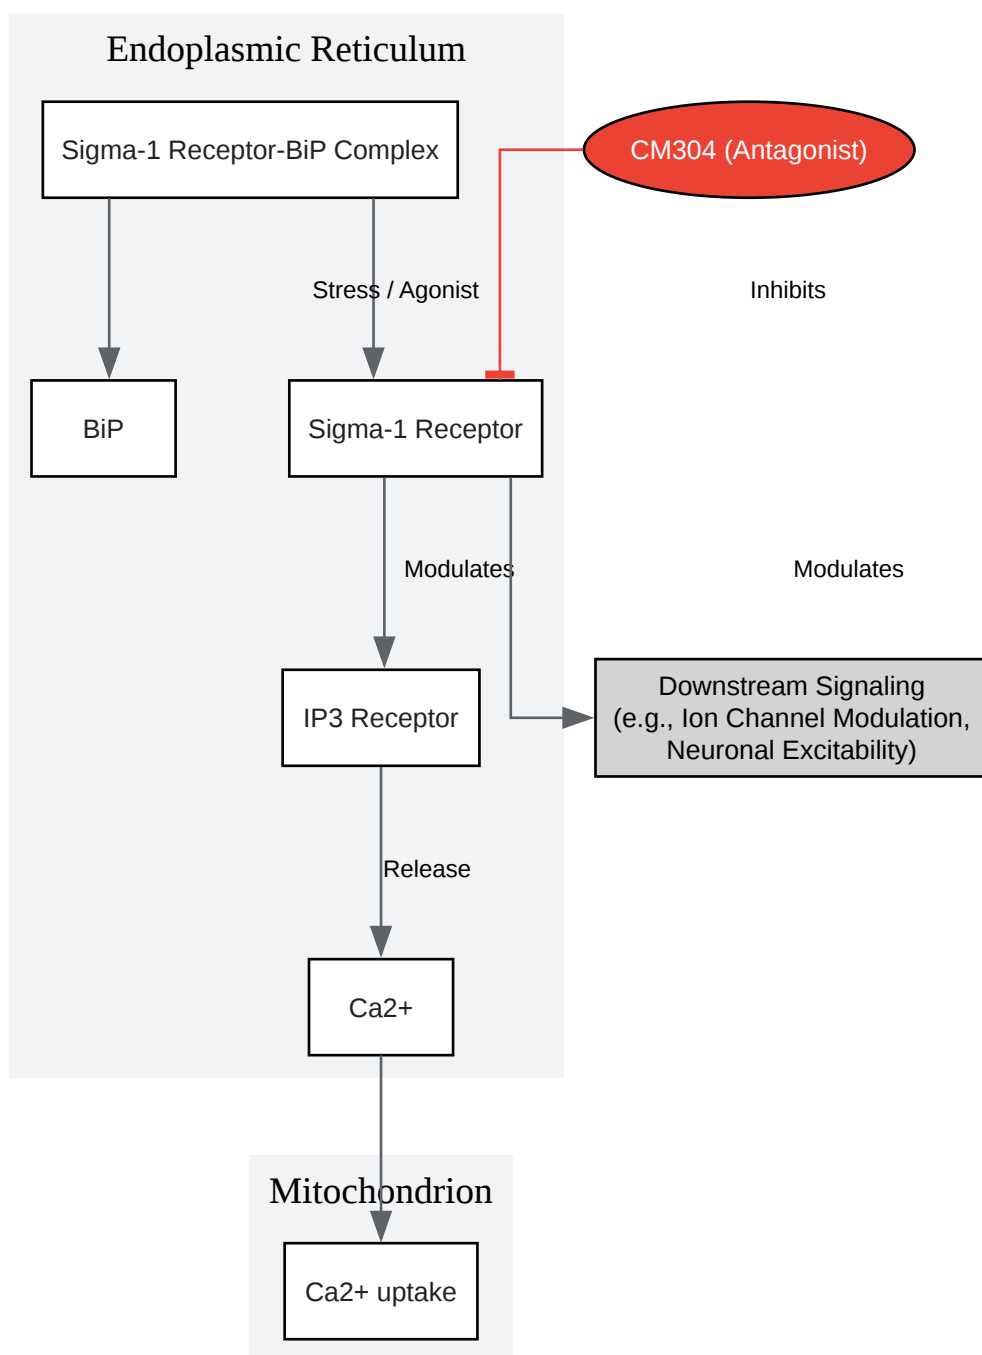 Endoplasmic Reticulum
Sigma-1 Receptor-BiP Complex
CM304 (Antagonist)
Stress / Agonist
Inhibits
BiP
Sigma-1 Receptor
Modulates
Modulates
IP3 Receptor
Downstream Signaling
(e.g., Ion Channel Modulation,
Neuronal Excitability)
Release
Ca2+
Mitochondrion
Ca2+ uptake